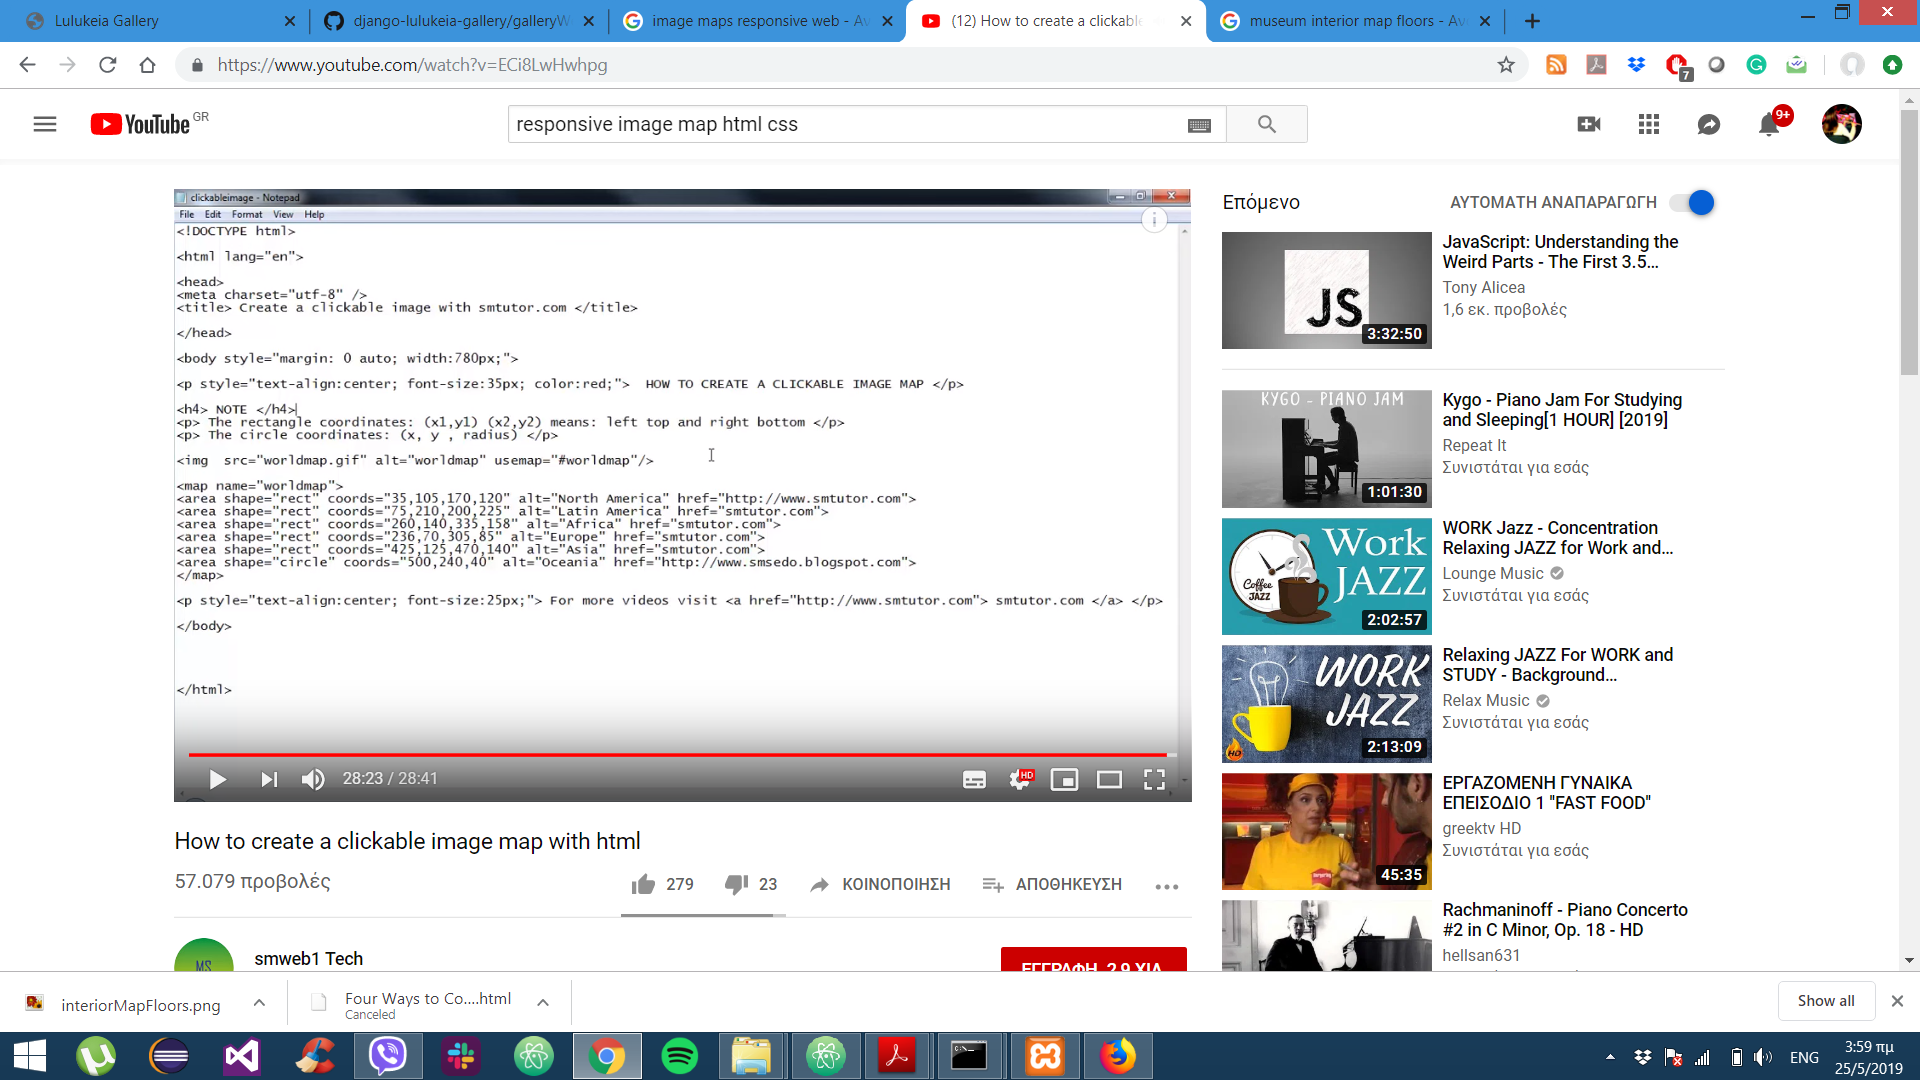 Lulukeia Gallery
django-lulukeia-gallery/galleryW
image maps responsive web - Av
(12) How to create a clickable
museum interior map floors - Av
https://www.youtube.com/watch?v=ECi8LwHwhpg
7
YouTube GR
responsive image map html css
9+
clickableimage - Notepad
File Edit Format View Help
<!DOCTYPE html>
<html lang="en">
<head>
<meta charset="utf-8" />
<title> Create a clickable image with smtutor.com </title>
</head>
<body style="margin: 0 auto; width:780px;">
<p style="text-align:center; font-size:35px; color:red;"> HOW TO CREATE A CLICKABLE IMAGE MAP </p>
<h4> NOTE </h4>
<p> The rectangle coordinates: (x1,y1) (x2,y2) means: left top and right bottom </p>
<p> The circle coordinates: (x, y , radius) </p>
<img src="worldmap.gif" alt="worldmap" usemap="#worldmap"/>
<map name="worldmap">
<area shape="rect" coords="35,105,170,120" alt="North America" href="http://www.smtutor.com">
<area shape="rect" coords="75,210,200,225" alt="Latin America" href="smtutor.com">
<area shape="rect" coords="260,140,335,158" alt="Africa" href="smtutor.com">
<area shape="rect" coords="236,70,305,85" alt="Europe" href="smtutor.com">
<area shape="rect" coords="425,125,470,140" alt="Asia" href="smtutor.com">
<area shape="circle" coords="500,240,40" alt="Oceania" href="http://www.smsedo.blogspot.com">
</map>
<p style="text-align:center; font-size:25px;"> For more videos visit <a href="http://www.smtutor.com"> smtutor.com </a> </p>
</body>
</html>
28:23 / 28:41
HD
How to create a clickable image map with html
57.079 προβολές
279
23
ΚΟΙΝΟΠΟΙΗΣΗ
ΑΠΟΘΗΚΕΥΣΗ
MS
smweb1 Tech
ΕΓΓΡΑΦΗ 2,9 ΧΙΛ.
Επόμενο
ΑΥΤΟΜΑΤΗ ΑΝΑΠΑΡΑΓΩΓΗ
JS
3:32:50
JavaScript: Understanding the
Weird Parts - The First 3.5...
Tony Alicea
1,6 εκ. προβολές
KYGO - PIANO JAM
1:01:30
Kygo - Piano Jam For Studying
and Sleeping[1 HOUR] [2019]
Repeat It
Συνιστάται για εσάς
Work
JAZZ
Coffee
JAZZ
2:02:57
WORK Jazz - Concentration
Relaxing JAZZ for Work and...
Lounge Music
Συνιστάται για εσάς
WORK
JAZZ
HD
2:13:09
Relaxing JAZZ For WORK and
STUDY - Background...
Relax Music
Συνιστάται για εσάς
45:35
ΕΡΓΑΖΟΜΕΝΗ ΓΥΝΑΙΚΑ
ΕΠΕΙΣΟΔΙΟ 1 "FAST FOOD"
greektv HD
Συνιστάται για εσάς
Rachmaninoff - Piano Concerto
#2 in C Minor, Op. 18 - HD
hellsan631
interiorMapFloors.png
Four Ways to Co....html
Canceled
Show all
ENG
3:59 πμ
25/5/2019